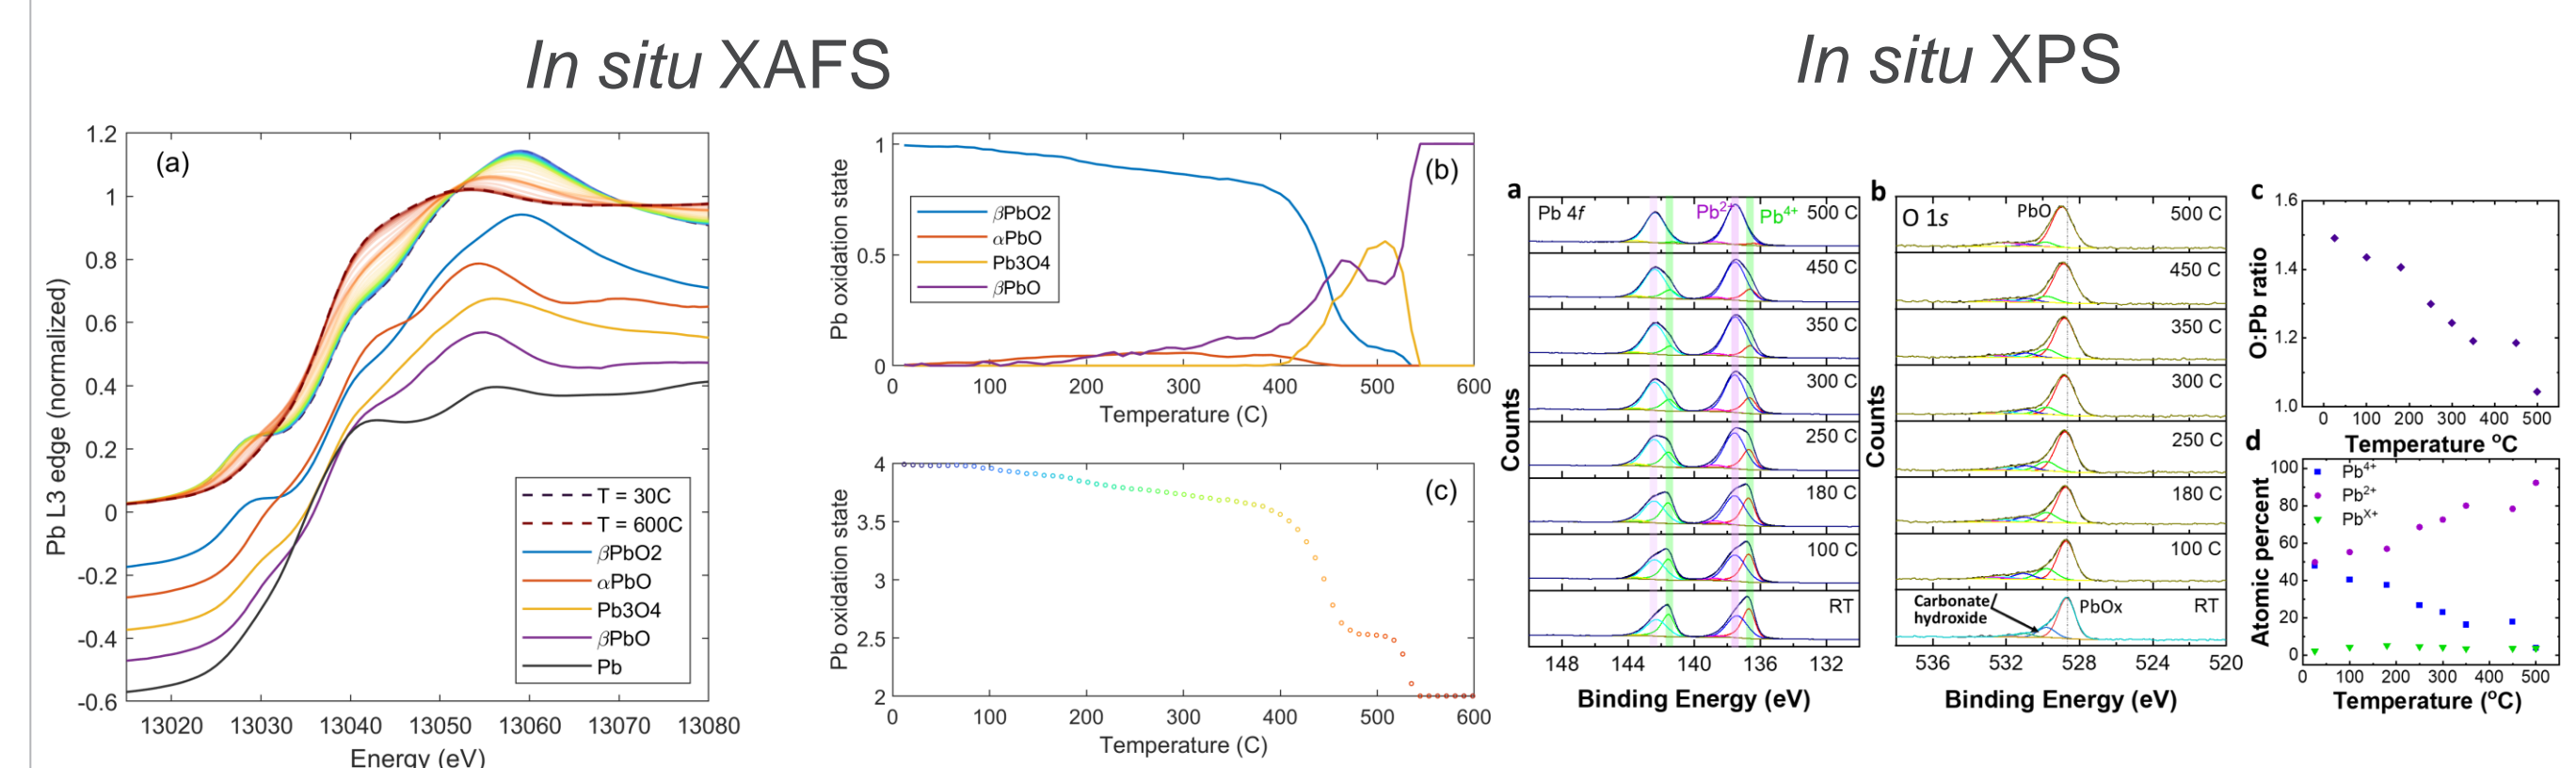 In situ XAFS
In situ XPS
(a)
Pb L3 edge (normalized)
1.2
1
0.8
0.6
0.4
0.2
0
-0.2
-0.4
-0.6
T = 30C
T = 600C
βPbO2
αPbO
Pb3O4
βPbO
Pb
13020 13030 13040 13050 13060 13070 13080
Energy (eV)
(b)
Pb oxidation state
1
0.5
0
βPbO2
αPbO
Pb3O4
βPbO
0 100 200 300 400 500 600
Temperature (C)
(c)
Pb oxidation state
4
3.5
3
2.5
2
0 100 200 300 400 500 600
Temperature (C)
a
Pb 4f
Pb2+
Pb4+
500 C
450 C
350 C
300 C
250 C
180 C
100 C
RT
Counts
148 144 140 136 132
Binding Energy (eV)
b
O 1s
PbO
500 C
450 C
350 C
300 C
250 C
180 C
100 C
Carbonate/
hydroxide
PbOx
RT
Counts
536 532 528 524 520
Binding Energy (eV)
c
O:Pb ratio
1.6
1.4
1.2
1.0
0 100 200 300 400 500
Temperature ºC
d
Atomic percent
100
80
60
40
20
0
Pb4+
Pb2+
PbX+
0 100 200 300 400 500
Temperature (ºC)